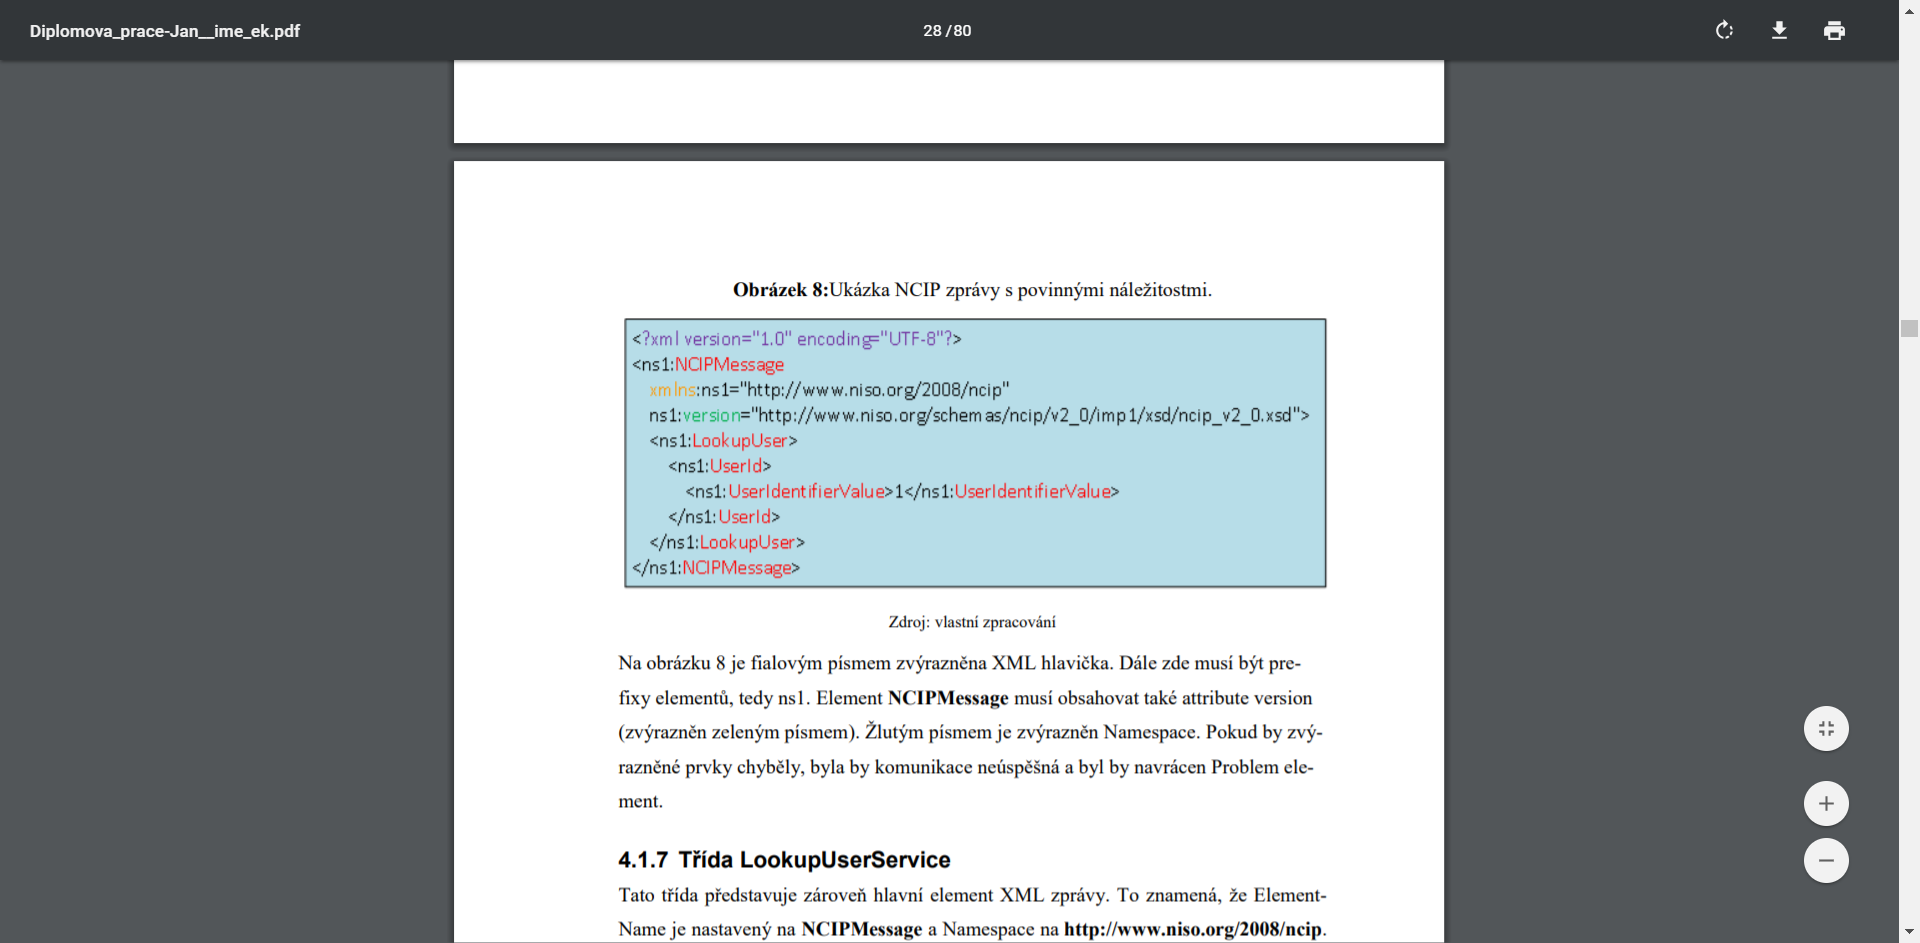 Diplomova_prace-Jan__ime_ek.pdf
28 / 80
Obrázek 8:Ukázka NCIP zprávy s povinnými náležitostmi.
<?xml version="1.0" encoding="UTF-8"?>
<ns1:NCIPMessage
xmlns:ns1="http://www.niso.org/2008/ncip"
ns1:version="http://www.niso.org/schemas/ncip/v2_0/imp1/xsd/ncip_v2_0.xsd">
<ns1:LookupUser>
<ns1:UserId>
<ns1:UserIdentifierValue>1</ns1:UserIdentifierValue>
</ns1:UserId>
</ns1:LookupUser>
</ns1:NCIPMessage>
Zdroj: vlastní zpracování
Na obrázku 8 je fialovým písmem zvýrazněna XML hlavička. Dále zde musí být pre-
fixy elementů, tedy ns1. Element NCIPMessage musí obsahovat také attribute version
(zvýrazněn zeleným písmem). Žlutým písmem je zvýrazněn Namespace. Pokud by zvý-
razněné prvky chyběly, byla by komunikace neúspěšná a byl by navrácen Problem ele-
ment.
4.1.7 Třída LookupUserService
Tato třída představuje zároveň hlavní element XML zprávy. To znamená, že Element-
Name je nastavený na NCIPMessage a Namespace na http://www.niso.org/2008/ncip.